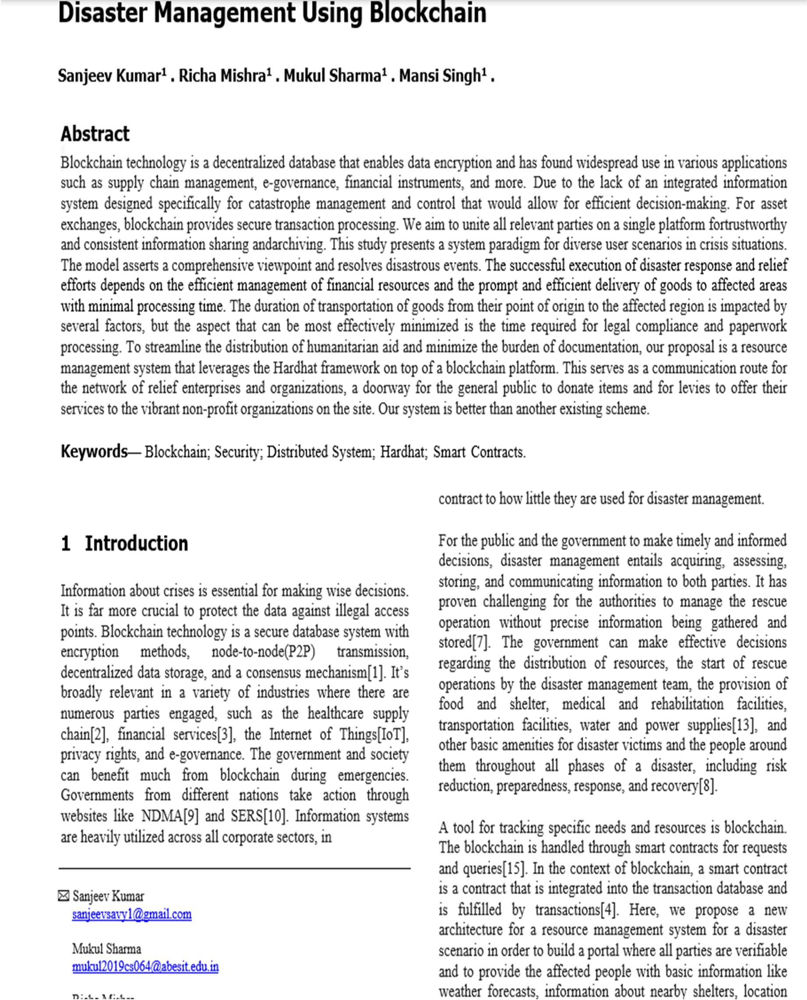 Disaster Management Using Blockchain
Sanjeev Kumar¹ . Richa Mishra¹ . Mukul Sharma¹ . Mansi Singh¹ .
Abstract
Blockchain technology is a decentralized database that enables data encryption and has found widespread use in various applications
such as supply chain management, e-governance, financial instruments, and more. Due to the lack of an integrated information
system designed specifically for catastrophe management and control that would allow for efficient decision-making. For asset
exchanges, blockchain provides secure transaction processing. We aim to unite all relevant parties on a single platform fortrustworthy
and consistent information sharing andarchiving. This study presents a system paradigm for diverse user scenarios in crisis situations.
The model asserts a comprehensive viewpoint and resolves disastrous events. The successful execution of disaster response and relief
efforts depends on the efficient management of financial resources and the prompt and efficient delivery of goods to affected areas
with minimal processing time. The duration of transportation of goods from their point of origin to the affected region is impacted by
several factors, but the aspect that can be most effectively minimized is the time required for legal compliance and paperwork
processing. To streamline the distribution of humanitarian aid and minimize the burden of documentation, our proposal is a resource
management system that leverages the Hardhat framework on top of a blockchain platform. This serves as a communication route for
the network of relief enterprises and organizations, a doorway for the general public to donate items and for levies to offer their
services to the vibrant non-profit organizations on the site. Our system is better than another existing scheme.
Keywords— Blockchain; Security; Distributed System; Hardhat; Smart Contracts.
1 Introduction
Information about crises is essential for making wise decisions.
It is far more crucial to protect the data against illegal access
points. Blockchain technology is a secure database system with
encryption methods, node-to-node(P2P) transmission,
decentralized data storage, and a consensus mechanism[1]. It’s
broadly relevant in a variety of industries where there are
numerous parties engaged, such as the healthcare supply
chain[2], financial services[3], the Internet of Things[IoT],
privacy rights, and e-governance. The government and society
can benefit much from blockchain during emergencies.
Governments from different nations take action through
websites like NDMA[9] and SERS[10]. Information systems
are heavily utilized across all corporate sectors, in
Sanjeev Kumar
sanjeevsavy1@gmail.com
Mukul Sharma
mukul2019cs064@abesit.edu.in
Richa Mishra
contract to how little they are used for disaster management.
For the public and the government to make timely and informed
decisions, disaster management entails acquiring, assessing,
storing, and communicating information to both parties. It has
proven challenging for the authorities to manage the rescue
operation without precise information being gathered and
stored[7]. The government can make effective decisions
regarding the distribution of resources, the start of rescue
operations by the disaster management team, the provision of
food and shelter, medical and rehabilitation facilities,
transportation facilities, water and power supplies[13], and
other basic amenities for disaster victims and the people around
them throughout all phases of a disaster, including risk
reduction, preparedness, response, and recovery[8].
A tool for tracking specific needs and resources is blockchain.
The blockchain is handled through smart contracts for requests
and queries[15]. In the context of blockchain, a smart contract
is a contract that is integrated into the transaction database and
is fulfilled by transactions[4]. Here, we propose a new
architecture for a resource management system for a disaster
scenario in order to build a portal where all parties are verifiable
and to provide the affected people with basic information like
weather forecasts, information about nearby shelters, location